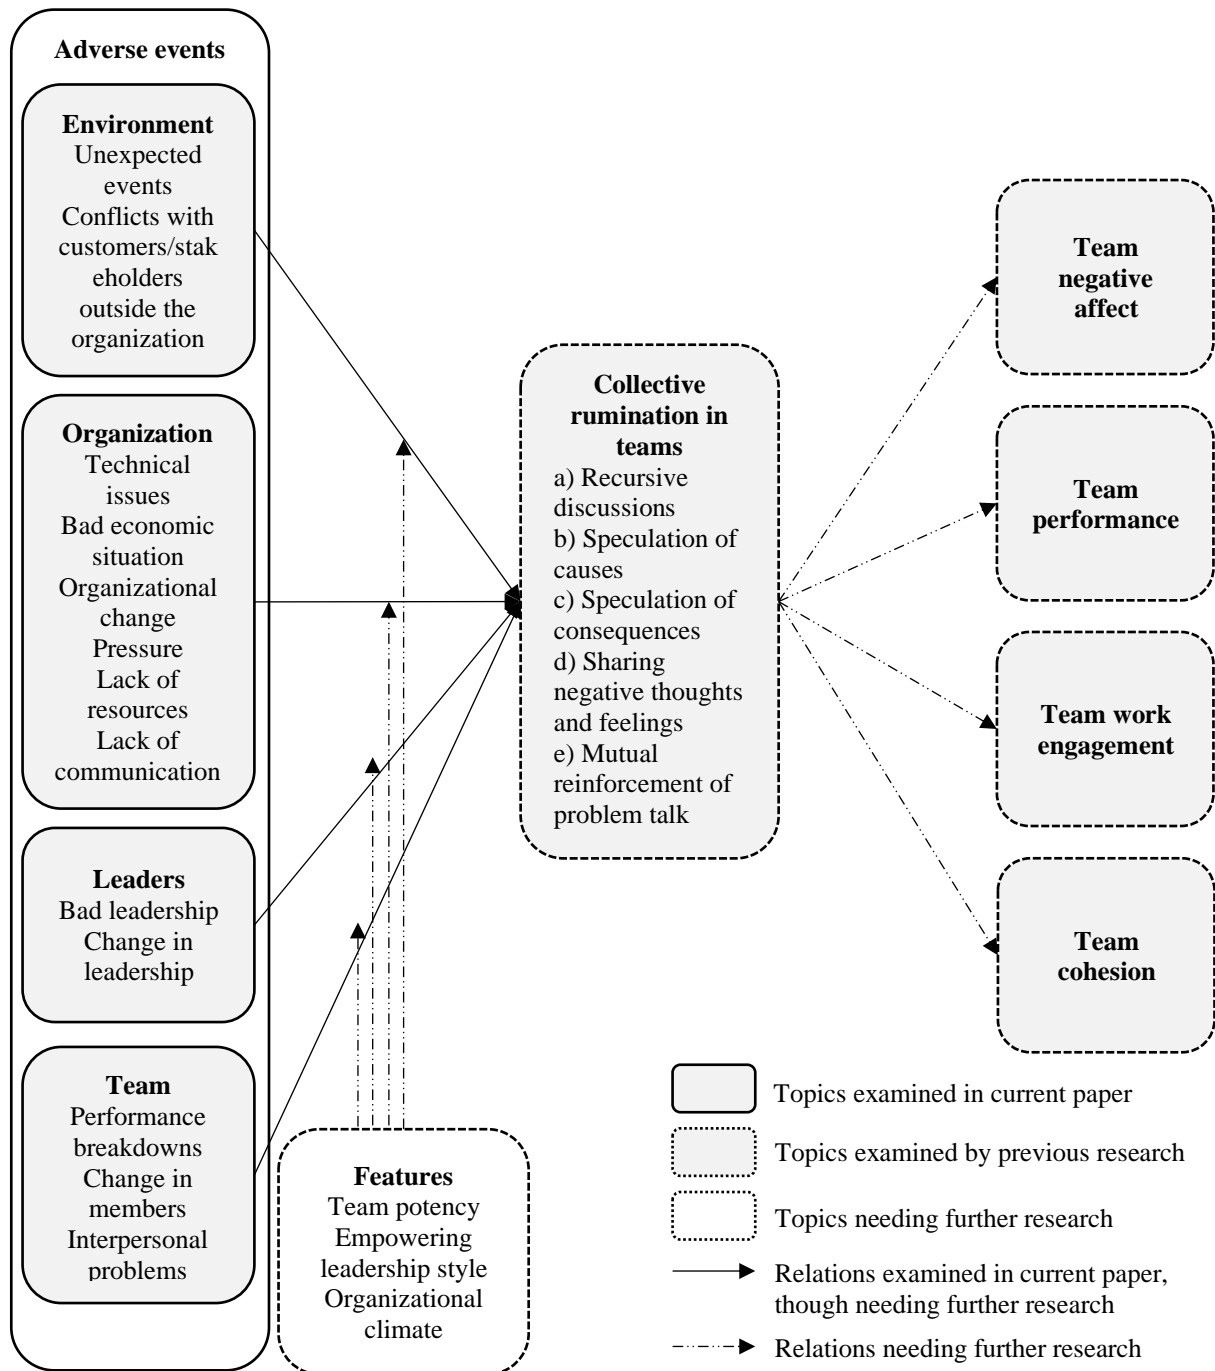 Adverse events
Environment
Unexpected
events
Conflicts with
customers/stak
eholders
outside the
organization
Organization
Technical
issues
Bad economic
situation
Organizational
change
Pressure
Lack of
resources
Lack of
communication
Leaders
Bad leadership
Change in
leadership
Team
Performance
breakdowns
Change in
members
Interpersonal
problems
Features
Team potency
Empowering
leadership style
Organizational
climate
Collective
rumination in
teams
a) Recursive
discussions
b) Speculation of
causes
c) Speculation of
consequences
d) Sharing
negative thoughts
and feelings
e) Mutual
reinforcement of
problem talk
Team
negative
affect
Team
performance
Team work
engagement
Team
cohesion
Topics examined in current paper
Topics examined by previous research
Topics needing further research
Relations examined in current paper,
though needing further research
Relations needing further research